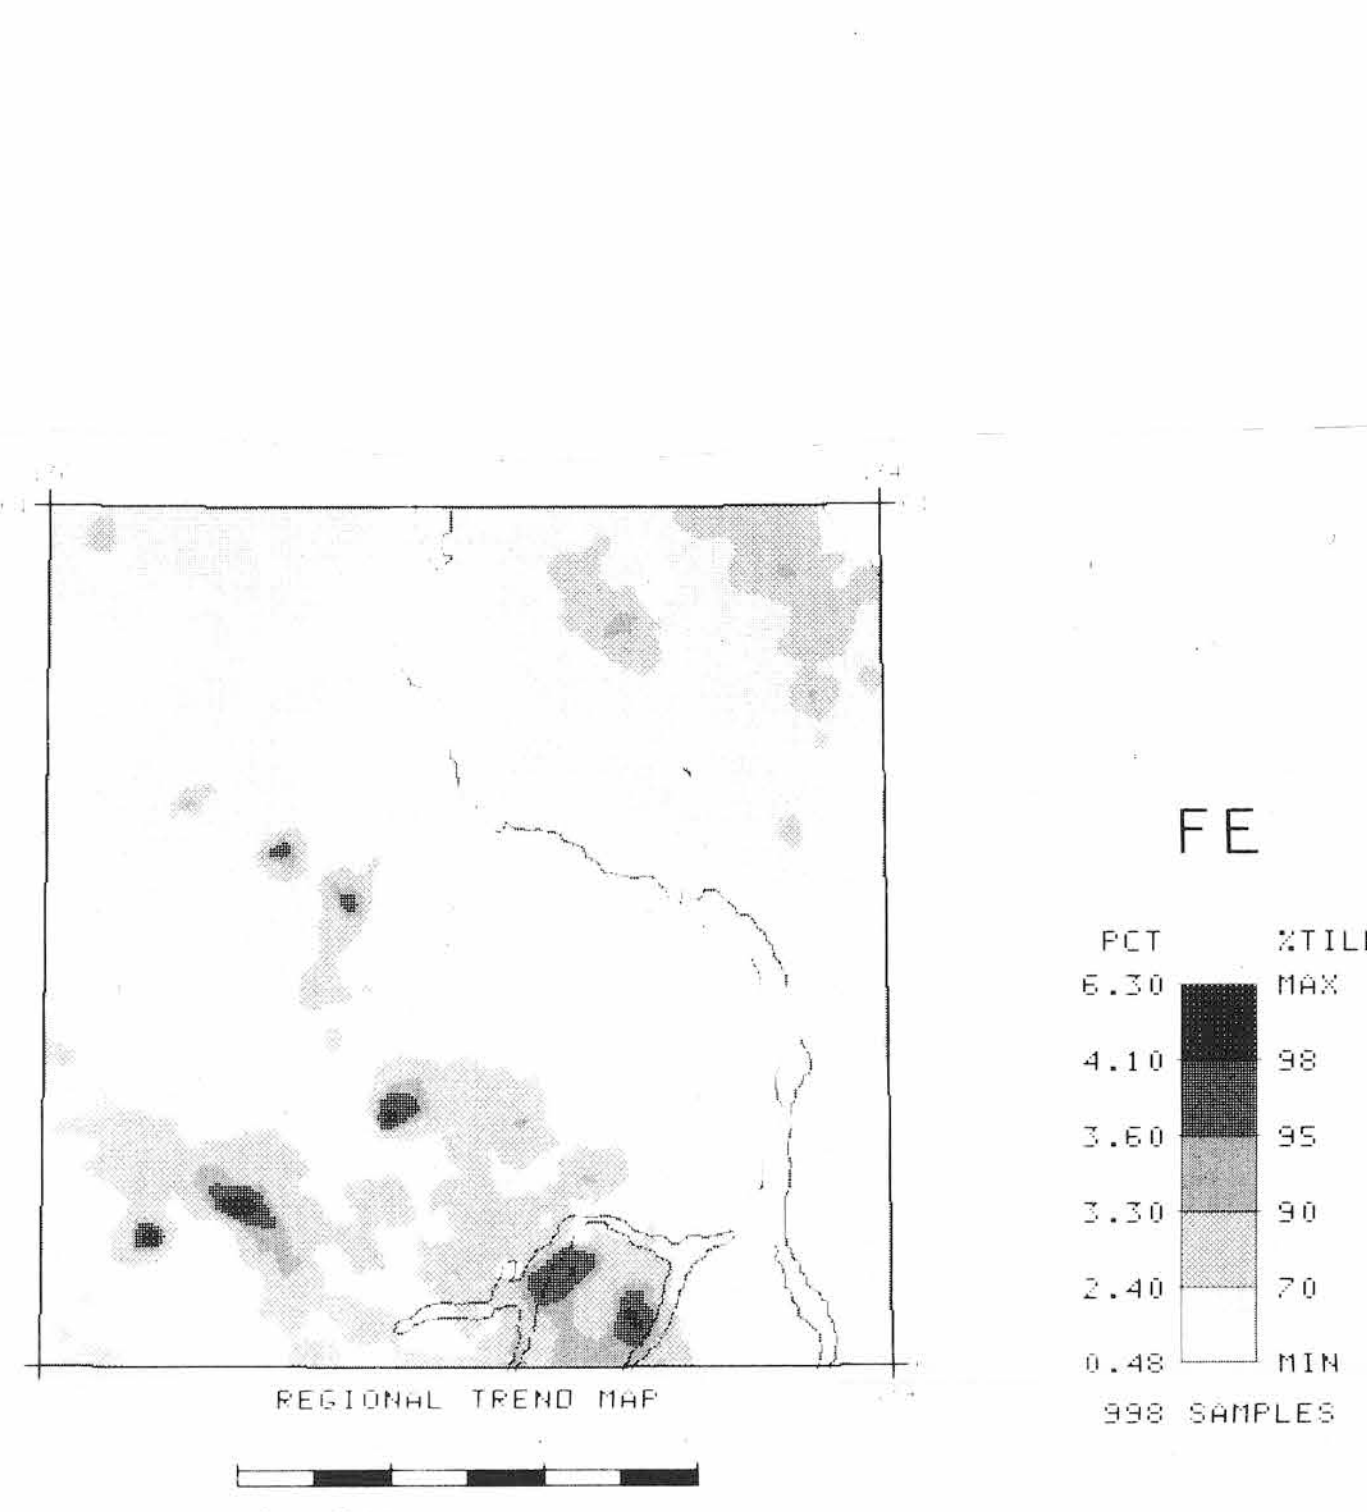 FE
PCT
6.30 MAX
4.10 98
3.60 95
3.30 90
2.40 70
0.48 MIN
998 SAMPLES
REGIONAL TREND MAP